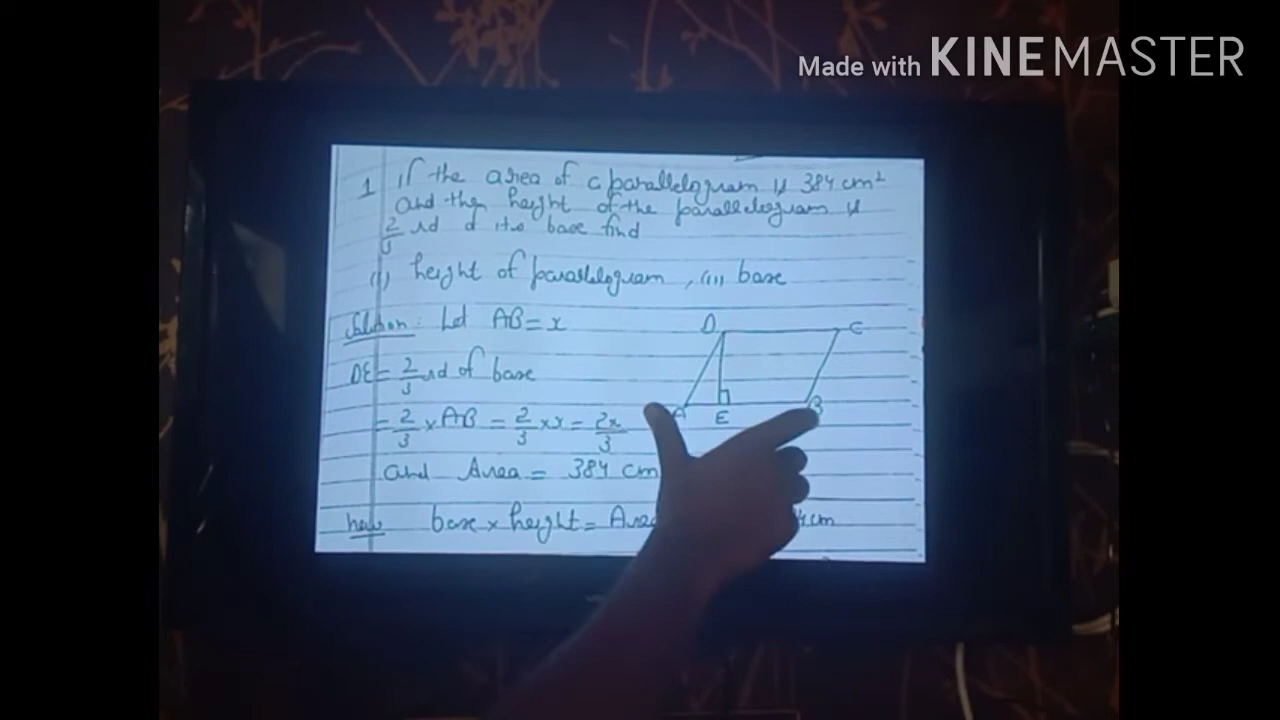 Made with KINEMASTER
1 If the area of a parallelogram is 384 cm²
and the height of the parallelogram is
2/3 rd of its base find
(i) height of parallelogram, (ii) base
Solution: Let AB = x
DE = 2/3 rd of base
= 2/3 × AB = 2/3 × x = 2x/3
and Area = 384 cm
base × height = Area
cm
D C
A E B